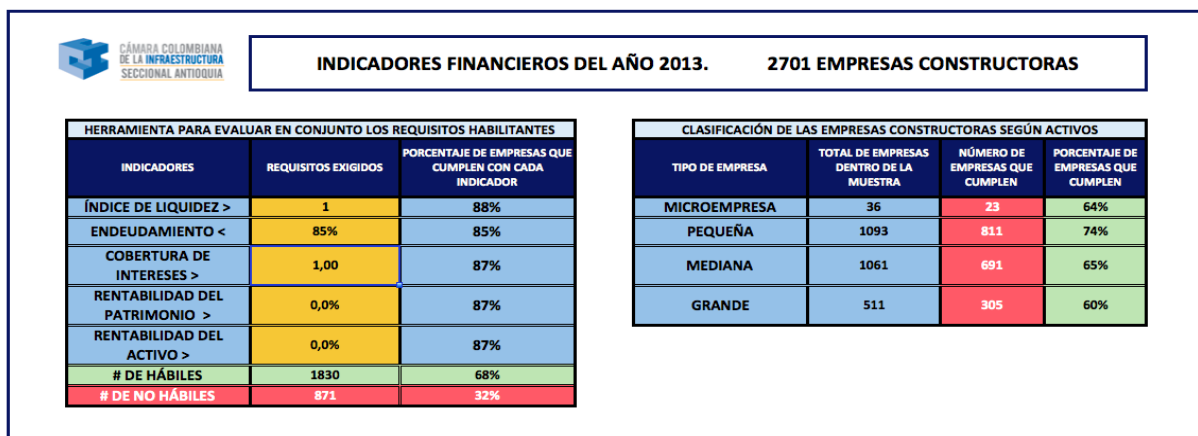 CÁMARA COLOMBIANA
DE LA INFRAESTRUCTURA
SECCIONAL ANTIOQUIA
INDICADORES FINANCIEROS DEL AÑO 2013. 2701 EMPRESAS CONSTRUCTORAS
HERRAMIENTA PARA EVALUAR EN CONJUNTO LOS REQUISITOS HABILITANTES
INDICADORES
REQUISITOS EXIGIDOS
PORCENTAJE DE EMPRESAS QUE
CUMPLEN CON CADA
INDICADOR
ÍNDICE DE LIQUIDEZ > 1 88%
ENDEUDAMIENTO < 85% 85%
COBERTURA DE
INTERESES > 1,00 87%
RENTABILIDAD DEL
PATRIMONIO > 0,0% 87%
RENTABILIDAD DEL
ACTIVO > 0,0% 87%
# DE HÁBILES 1830 68%
# DE NO HÁBILES 871 32%
CLASIFICACIÓN DE LAS EMPRESAS CONSTRUCTORAS SEGÚN ACTIVOS
TIPO DE EMPRESA
TOTAL DE EMPRESAS
DENTRO DE LA
MUESTRA
NÚMERO DE
EMPRESAS QUE
CUMPLEN
PORCENTAJE DE
EMPRESAS QUE
CUMPLEN
MICROEMPRESA 36 23 64%
PEQUEÑA 1093 811 74%
MEDIANA 1061 691 65%
GRANDE 511 305 60%